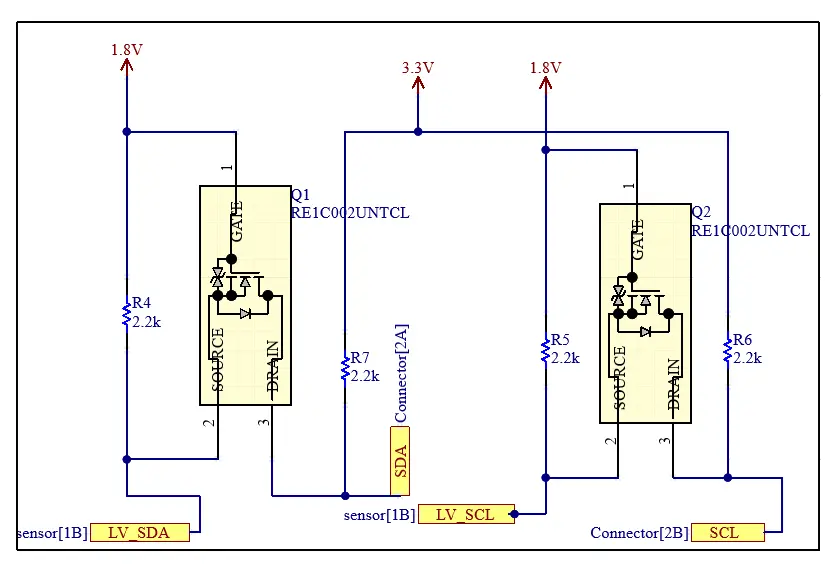 1.8V
3.3V
1.8V
1
Q1
RE1C002UNTCL
GATE
SOURCE
DRAIN
2
3
R4
2.2k
R7
2.2k
Connector[2A]
SDA
1
Q2
RE1C002UNTCL
GATE
SOURCE
DRAIN
2
3
R5
2.2k
R6
2.2k
sensor[1B]
LV_SDA
sensor[1B]
LV_SCL
Connector[2B]
SCL